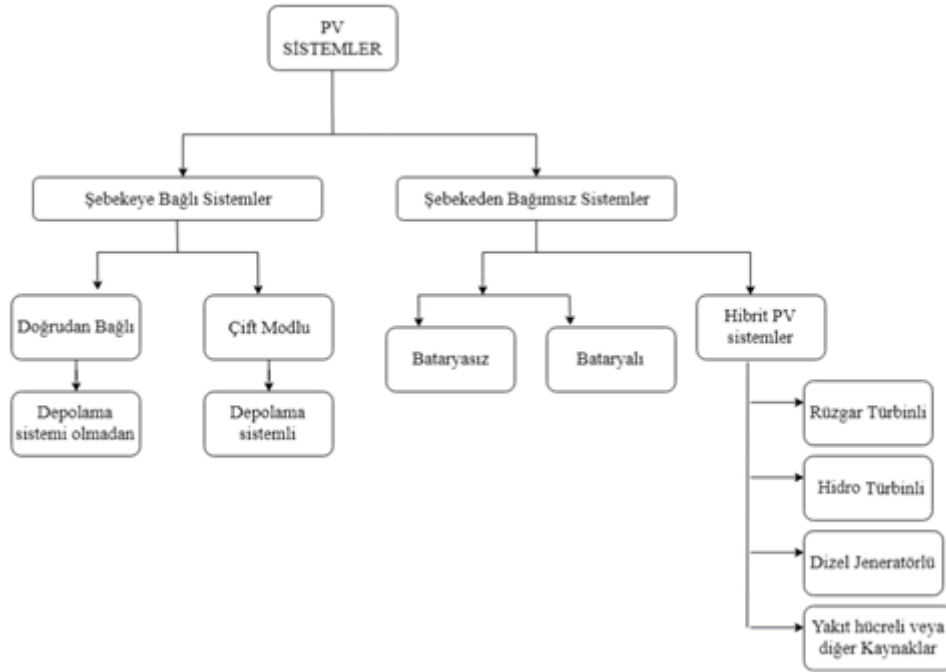 PV
SİSTEMLER
Şebekeye Bağlı Sistemler
Şebekeden Bağımsız Sistemler
Doğrudan Bağlı
Çift Modlu
Hibrit PV
sistemler
Bataryasız
Bataryalı
Depolama
sistemi olmadan
Depolama
sistemli
Rüzgar Türbinli
Hidro Türbinli
Dizel Jeneratörlü
Yakıt hücreli veya
diğer Kaynaklar